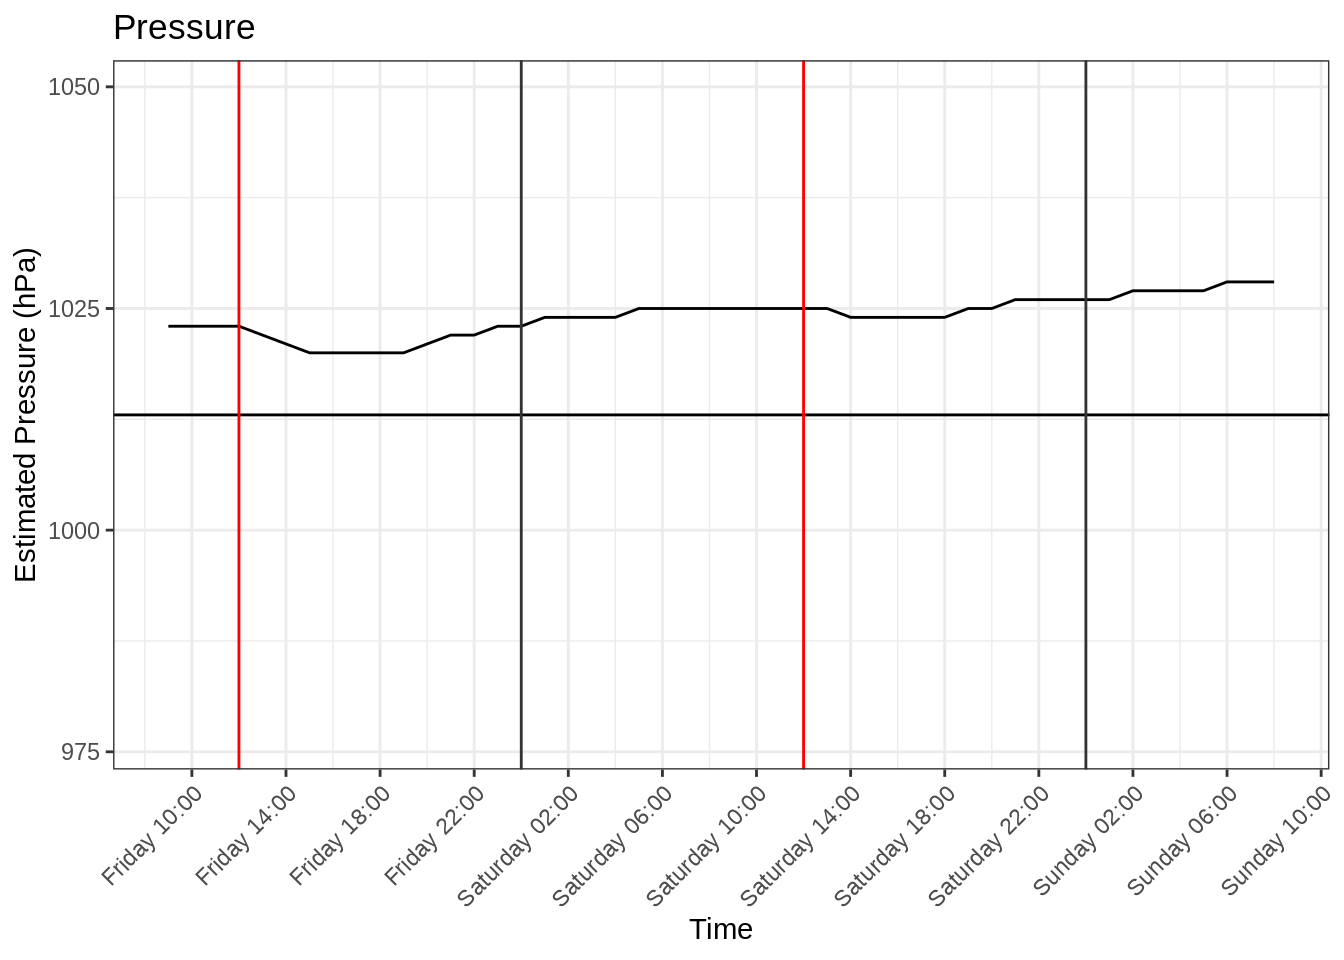 Pressure
Estimated Pressure (hPa)
1050
1025
1000
975
Friday 10:00
Friday 14:00
Friday 18:00
Friday 22:00
Saturday 02:00
Saturday 06:00
Saturday 10:00
Saturday 14:00
Saturday 18:00
Saturday 22:00
Sunday 02:00
Sunday 06:00
Sunday 10:00
Time